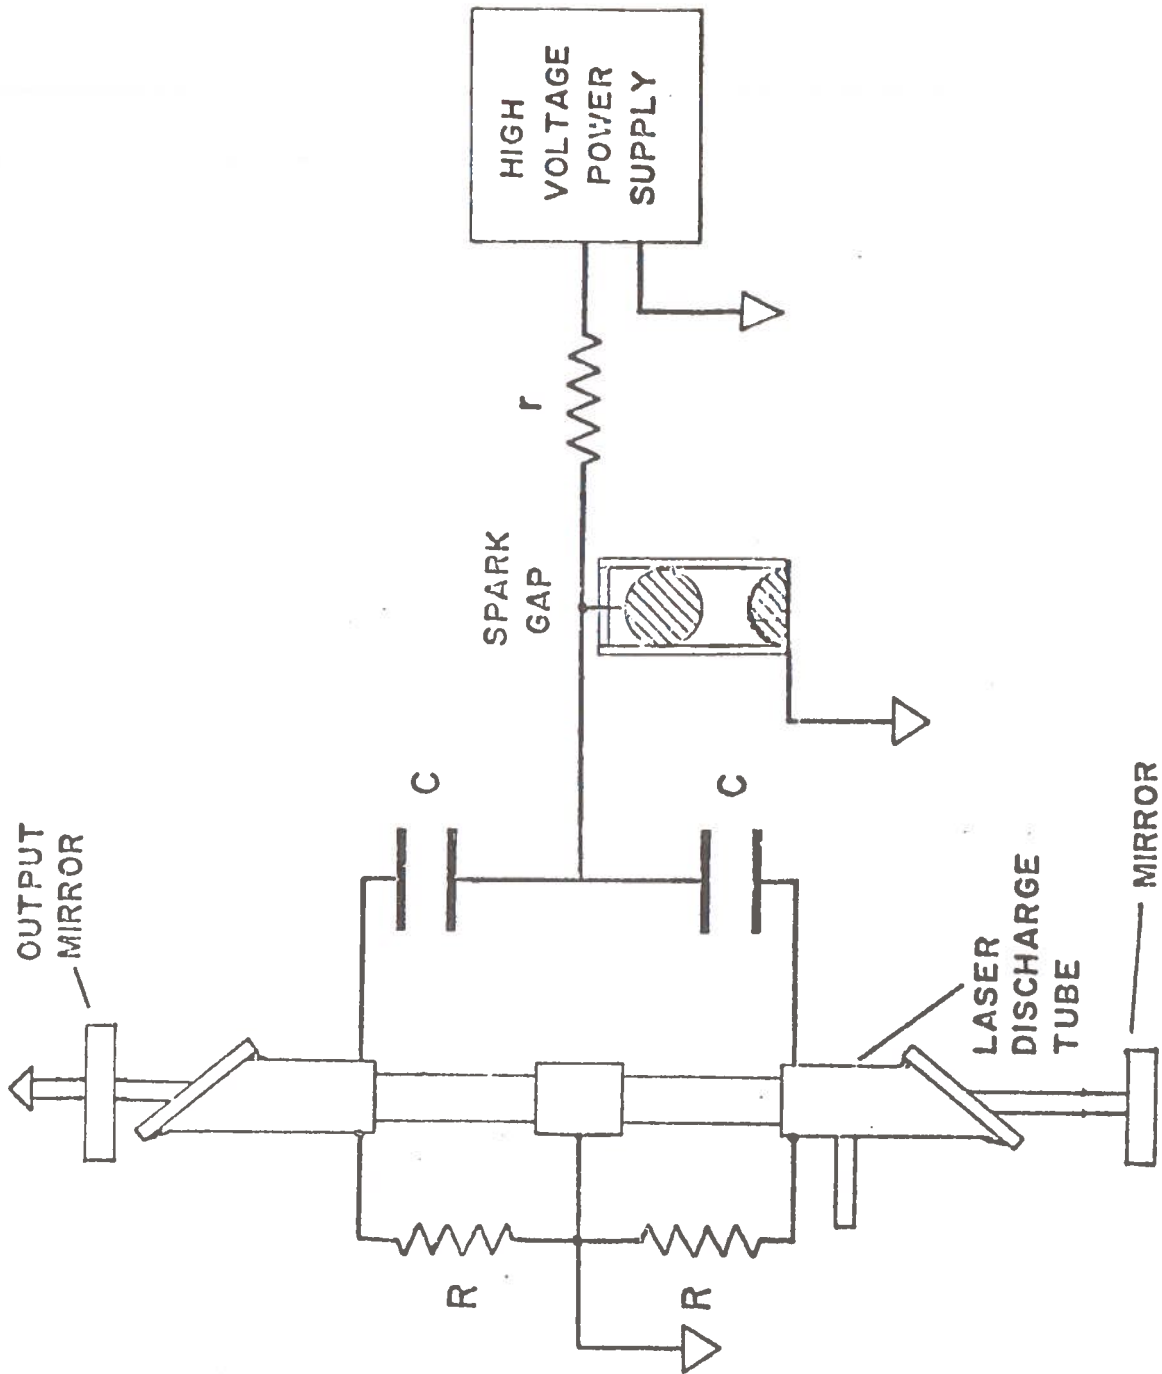 HIGH
VOLTAGE
POWER
SUPPLY
r
SPARK
GAP
C
C
OUTPUT
MIRROR
LASER
DISCHARGE
TUBE
MIRROR
R
R